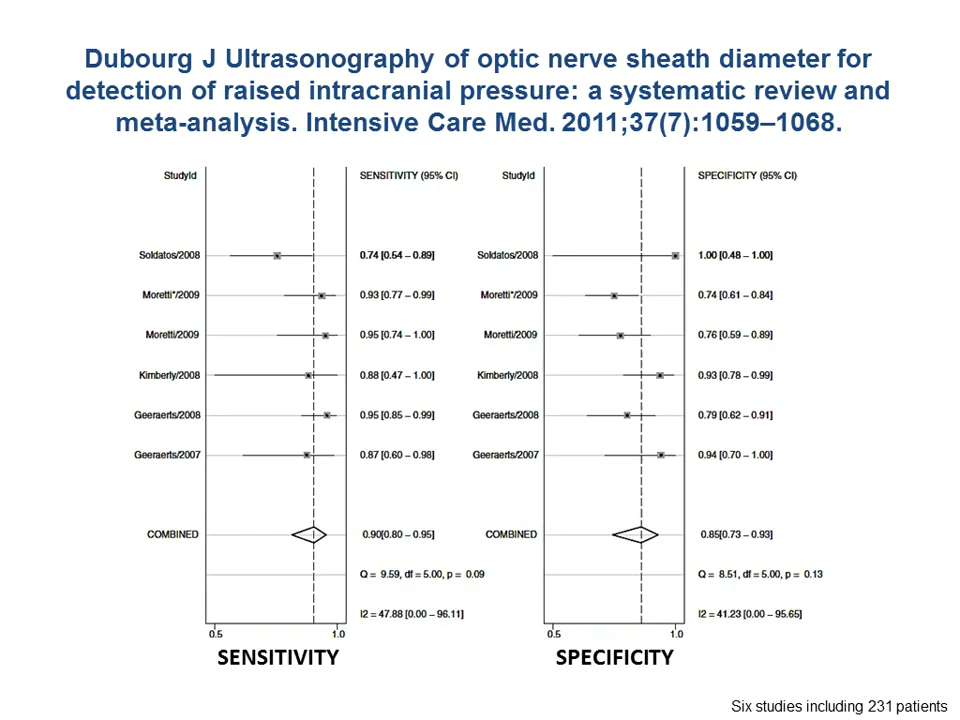 Dubourg J Ultrasonography of optic nerve sheath diameter for
detection of raised intracranial pressure: a systematic review and
meta-analysis. Intensive Care Med. 2011;37(7):1059–1068.
StudyId SENSITIVITY (95% CI) StudyId SPECIFICITY (95% CI)
Soldatos/2008 0.74 [0.54 – 0.89] Soldatos/2008 1.00 [0.48 – 1.00]
Moretti*/2009 0.93 [0.77 – 0.99] Moretti*/2009 0.74 [0.61 – 0.84]
Moretti/2009 0.95 [0.74 – 1.00] Moretti/2009 0.76 [0.59 – 0.89]
Kimberly/2008 0.88 [0.47 – 1.00] Kimberly/2008 0.93 [0.78 – 0.99]
Geeraerts/2008 0.95 [0.85 – 0.99] Geeraerts/2008 0.79 [0.62 – 0.91]
Geeraerts/2007 0.87 [0.60 – 0.98] Geeraerts/2007 0.94 [0.70 – 1.00]
COMBINED 0.90[0.80 – 0.95] COMBINED 0.85[0.73 – 0.93]
Q = 9.59, df = 5.00, p = 0.09 Q = 8.51, df = 5.00, p = 0.13
I2 = 47.88 [0.00 – 96.11] I2 = 41.23 [0.00 – 95.65]
0.5 1.0 0.5 1.0
SENSITIVITY SPECIFICITY
Six studies including 231 patients